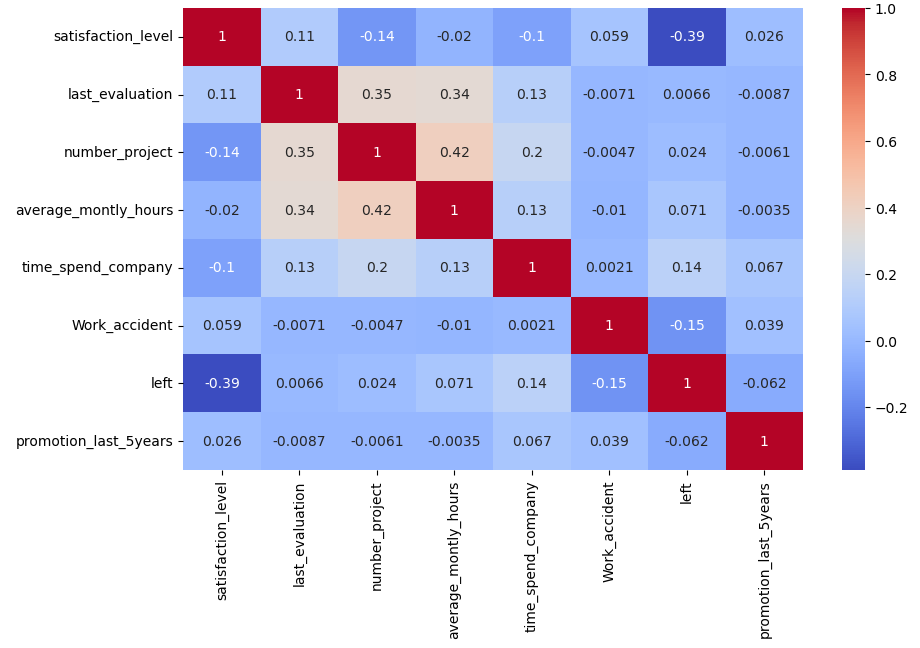 satisfaction_level 1 0.11 -0.14 -0.02 -0.1 0.059 -0.39 0.026
last_evaluation 0.11 1 0.35 0.34 0.13 -0.0071 0.0066 -0.0087
number_project -0.14 0.35 1 0.42 0.2 -0.0047 0.024 -0.0061
average_montly_hours -0.02 0.34 0.42 1 0.13 -0.01 0.071 -0.0035
time_spend_company -0.1 0.13 0.2 0.13 1 0.0021 0.14 0.067
Work_accident 0.059 -0.0071 -0.0047 -0.01 0.0021 1 -0.15 0.039
left -0.39 0.0066 0.024 0.071 0.14 -0.15 1 -0.062
promotion_last_5years 0.026 -0.0087 -0.0061 -0.0035 0.067 0.039 -0.062 1
satisfaction_level
last_evaluation
number_project
average_montly_hours
time_spend_company
Work_accident
left
promotion_last_5years
1.0
0.8
0.6
0.4
0.2
0.0
−0.2